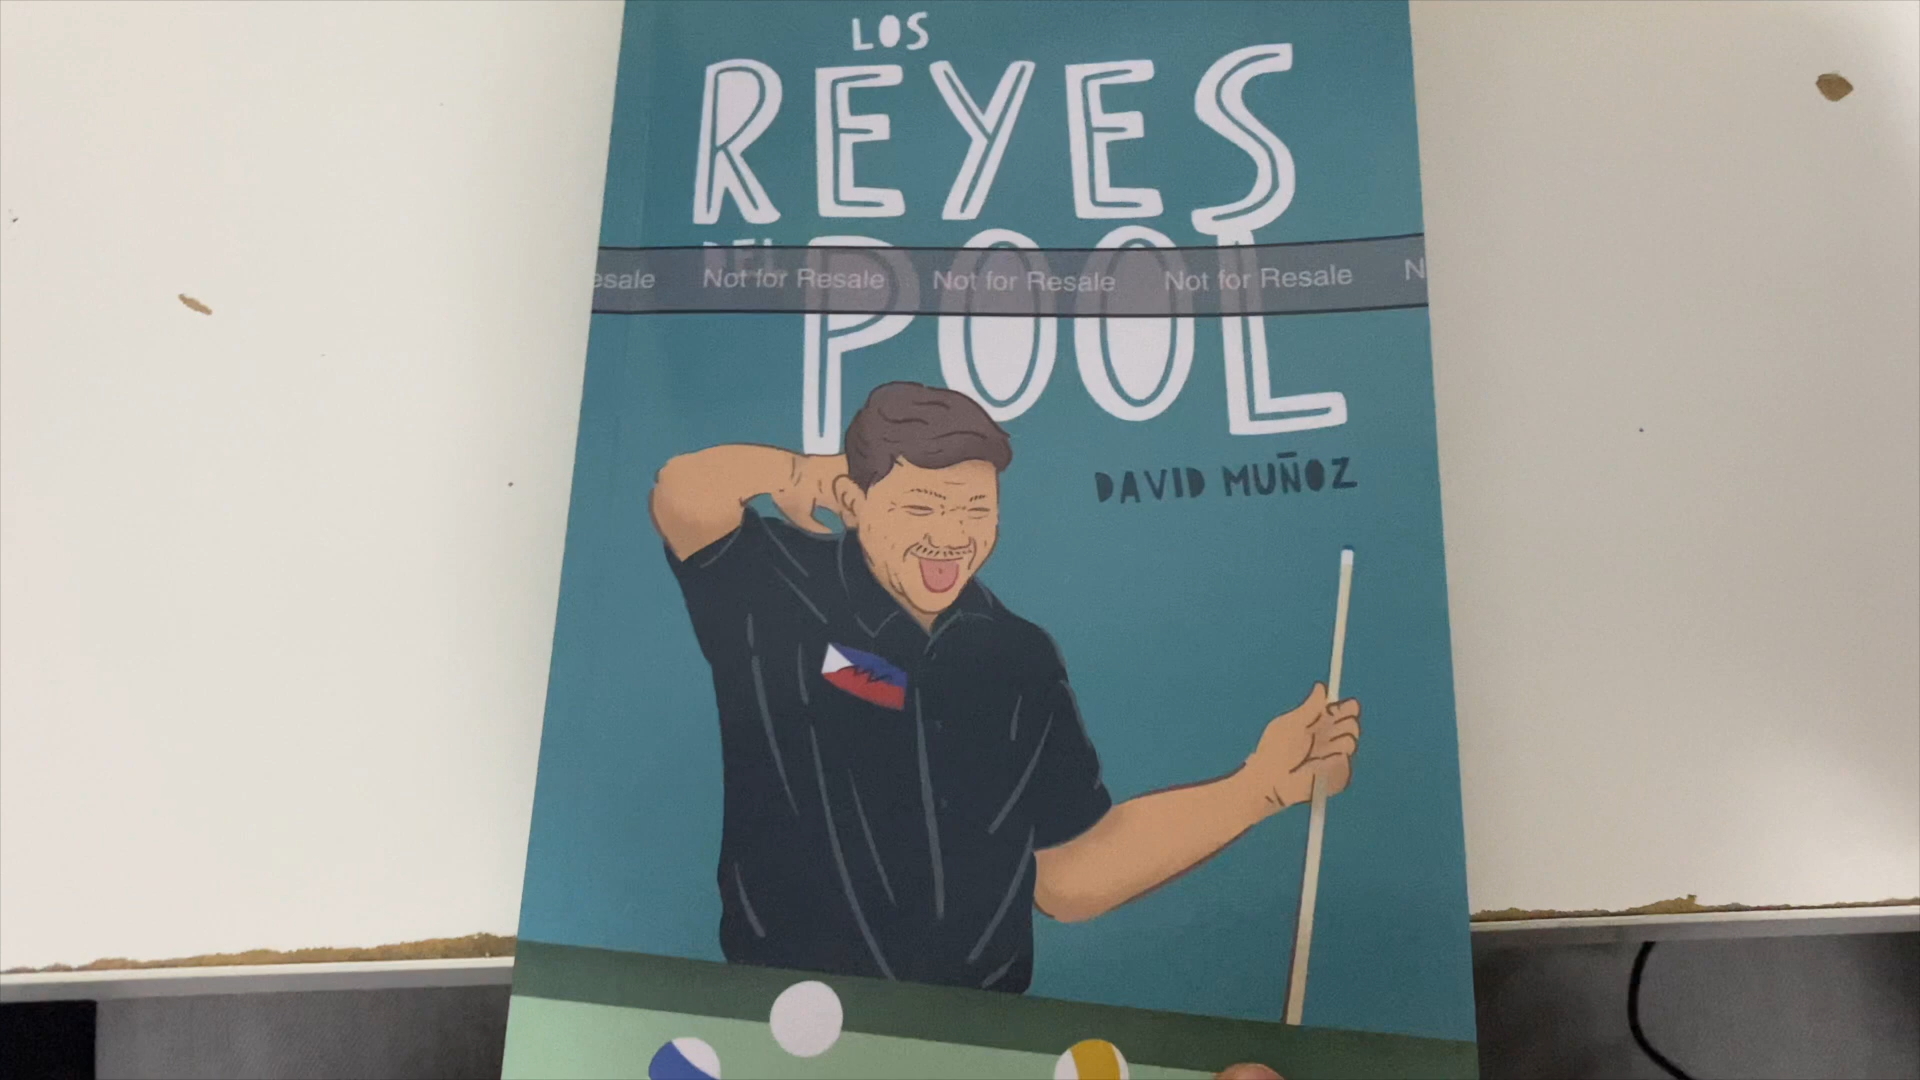 LOS
REYES
DEL
POOL
esale Not for Resale Not for Resale Not for Resale N
DAVID MUÑOZ